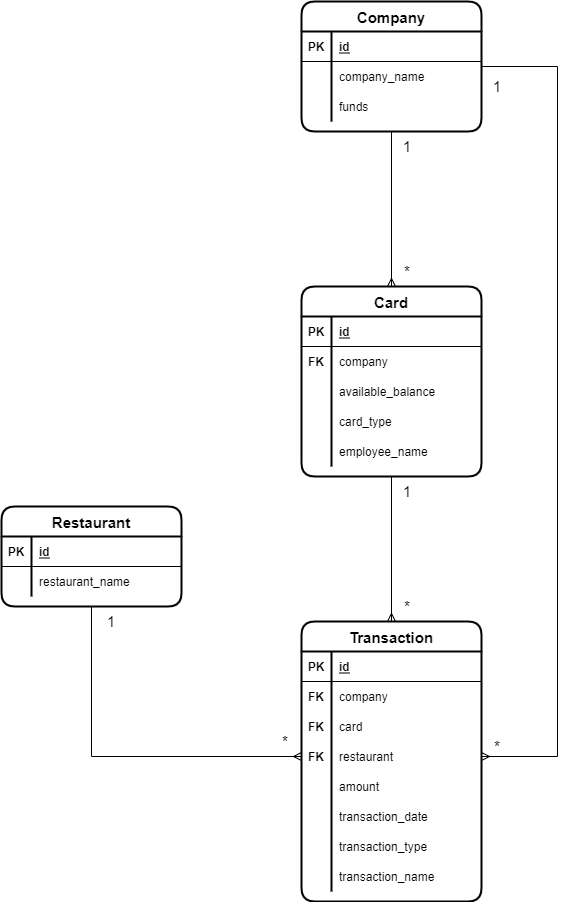 Company
PK id
company_name
funds
1
1
*
Card
PK id
FK company
available_balance
card_type
employee_name
1
Restaurant
PK id
restaurant_name
1
*
Transaction
PK id
FK company
FK card
FK restaurant
amount
transaction_date
transaction_type
transaction_name
*
*